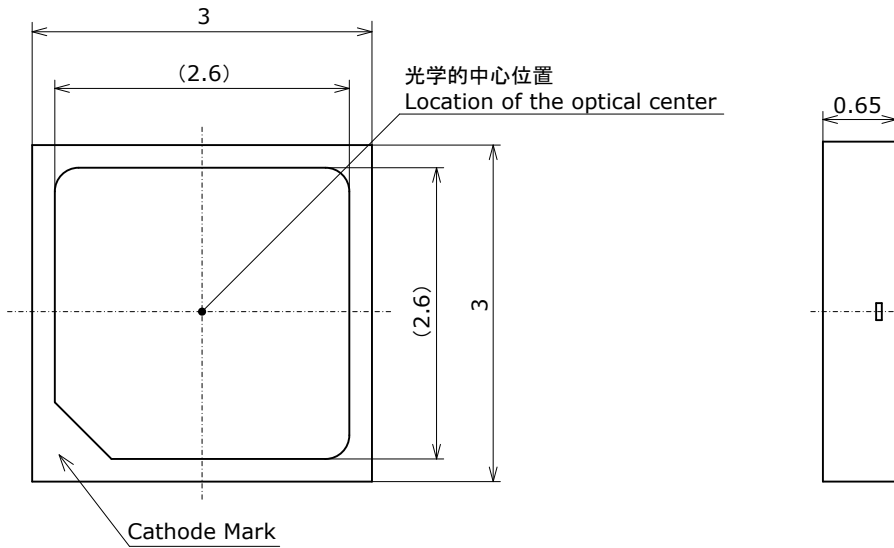 3
(2.6)
光学的中心位置
Location of the optical center
0.65
(2.6)
3
Cathode Mark